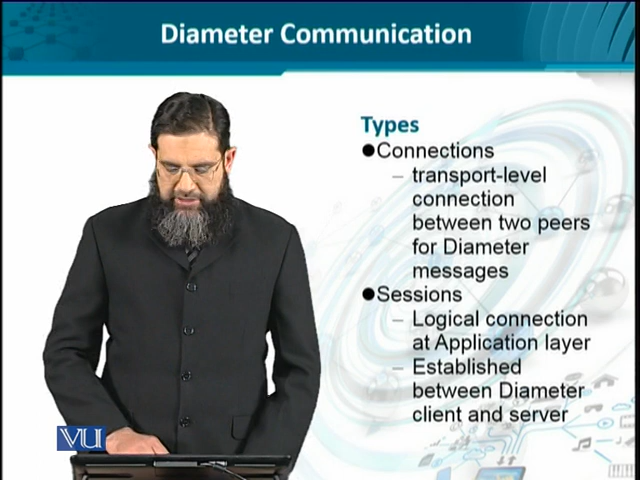 Diameter Communication
Types
●Connections
– transport-level
connection
between two peers
for Diameter
messages
●Sessions
– Logical connection
at Application layer
– Established
between Diameter
client and server
VU